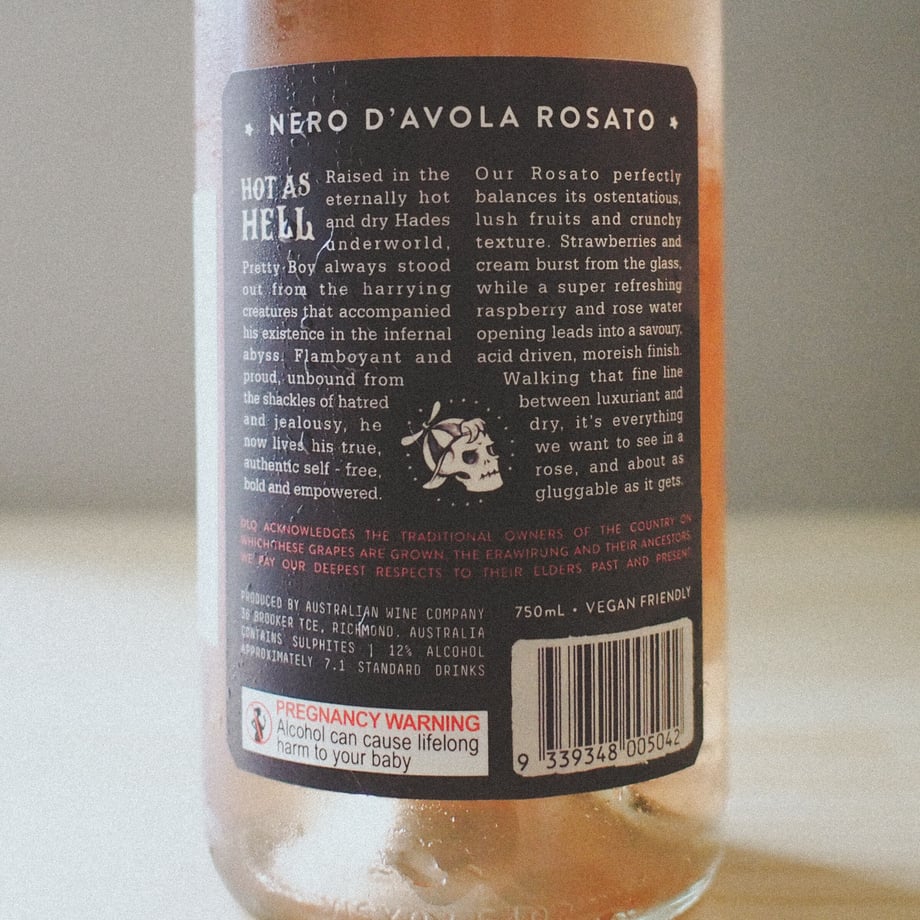 NERO D'AVOLA ROSATO
HOT AS
HELL
Raised in the
eternally hot
and dry Hades
underworld,
Pretty Boy always stood
out from the harrying
creatures that accompanied
his existence in the infernal
abyss. Flamboyant and
proud, unbound from
the shackles of hatred
and jealousy, he
now lives his true,
authentic self - free,
bold and empowered.
Our Rosato perfectly
balances its ostentatious,
lush fruits and crunchy
texture. Strawberries and
cream burst from the glass,
while a super refreshing
raspberry and rose water
opening leads into a savoury,
acid driven, moreish finish.
Walking that fine line
between luxuriant and
dry, it's everything
we want to see in a
rose, and about as
gluggable as it gets.
ACKNOWLEDGES THE TRADITIONAL OWNERS OF THE COUNTRY ON
WHICH THESE GRAPES ARE GROWN, THE ERAWIRUNG AND THEIR ANCESTORS.
WE PAY OUR DEEPEST RESPECTS TO THEIR ELDERS PAST AND PRESENT.
PRODUCED BY AUSTRALIAN WINE COMPANY
36 BROOKER TCE, RICHMOND, AUSTRALIA
CONTAINS SULPHITES | 12% ALCOHOL
APPROXIMATELY 7.1 STANDARD DRINKS
750mL • VEGAN FRIENDLY
PREGNANCY WARNING
Alcohol can cause lifelong
harm to your baby
9 339348 005042